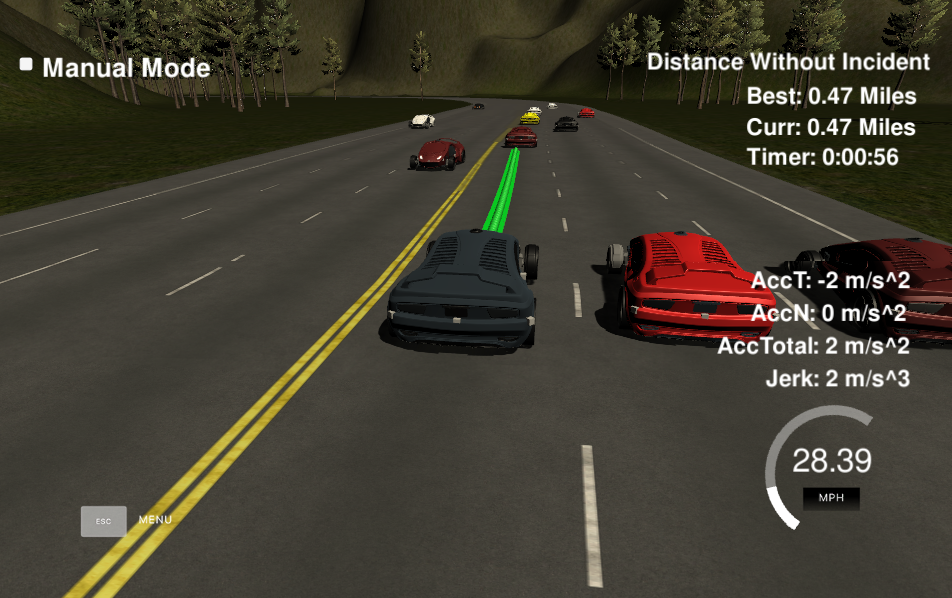 Manual Mode
Distance Without Incident
Best: 0.47 Miles
Curr: 0.47 Miles
Timer: 0:00:56
AccT: -2 m/s^2
AccN: 0 m/s^2
AccTotal: 2 m/s^2
Jerk: 2 m/s^3
28.39
MPH
ESC MENU